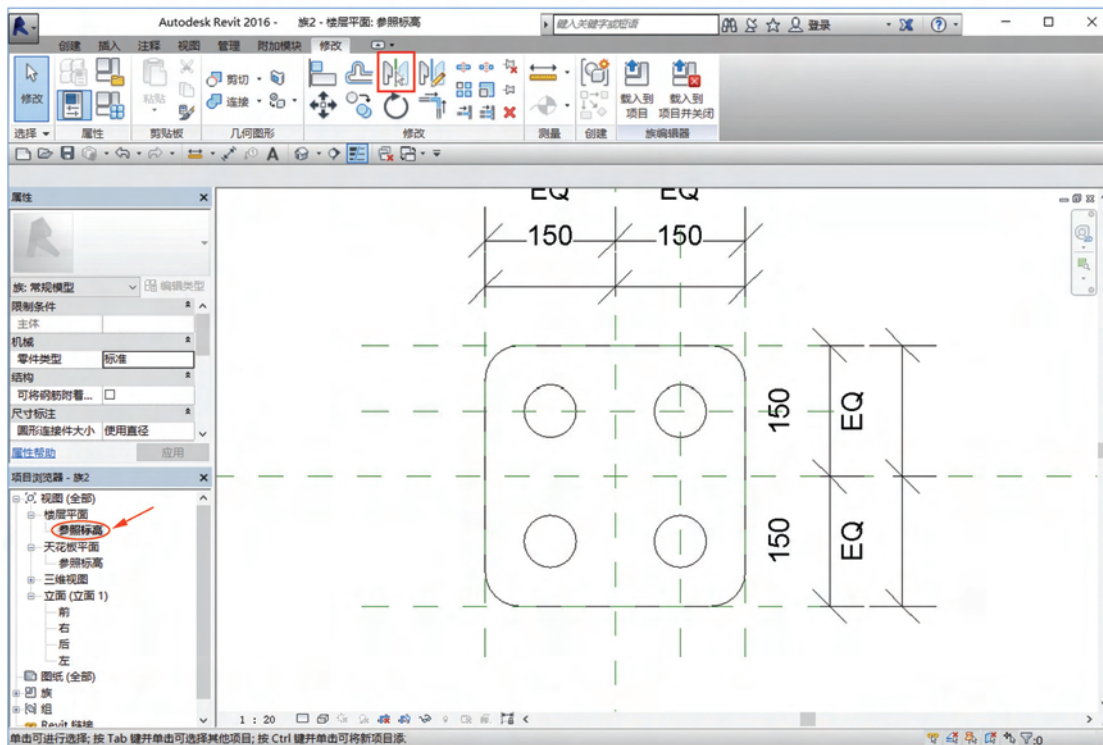 Autodesk Revit 2016 - 族2 - 楼层平面: 参照标高
键入关键字或短语
登录
创建 插入 注释 视图 管理 附加模块 修改
修改
粘贴
剪切
连接
载入到
项目
载入到
项目并关闭
选择 属性 剪贴板 几何图形 修改 测量 创建 族编辑器
属性
族: 常规模型
编辑类型
限制条件
主体
机械
零件类型 标准
结构
可将钢筋附着...
尺寸标注
圆形连接件大小 使用直径
属性帮助
应用
项目浏览器 - 族2
视图 (全部)
楼层平面
参照标高
天花板平面
参照标高
三维视图
立面 (立面 1)
前
右
后
左
图纸 (全部)
族
组
Revit 链接
EQ EQ
150 150
150 EQ
150 EQ
1 : 20
单击可进行选择; 按 Tab 键并单击可选择其他项目; 按 Ctrl 键并单击可将新项目添
:0